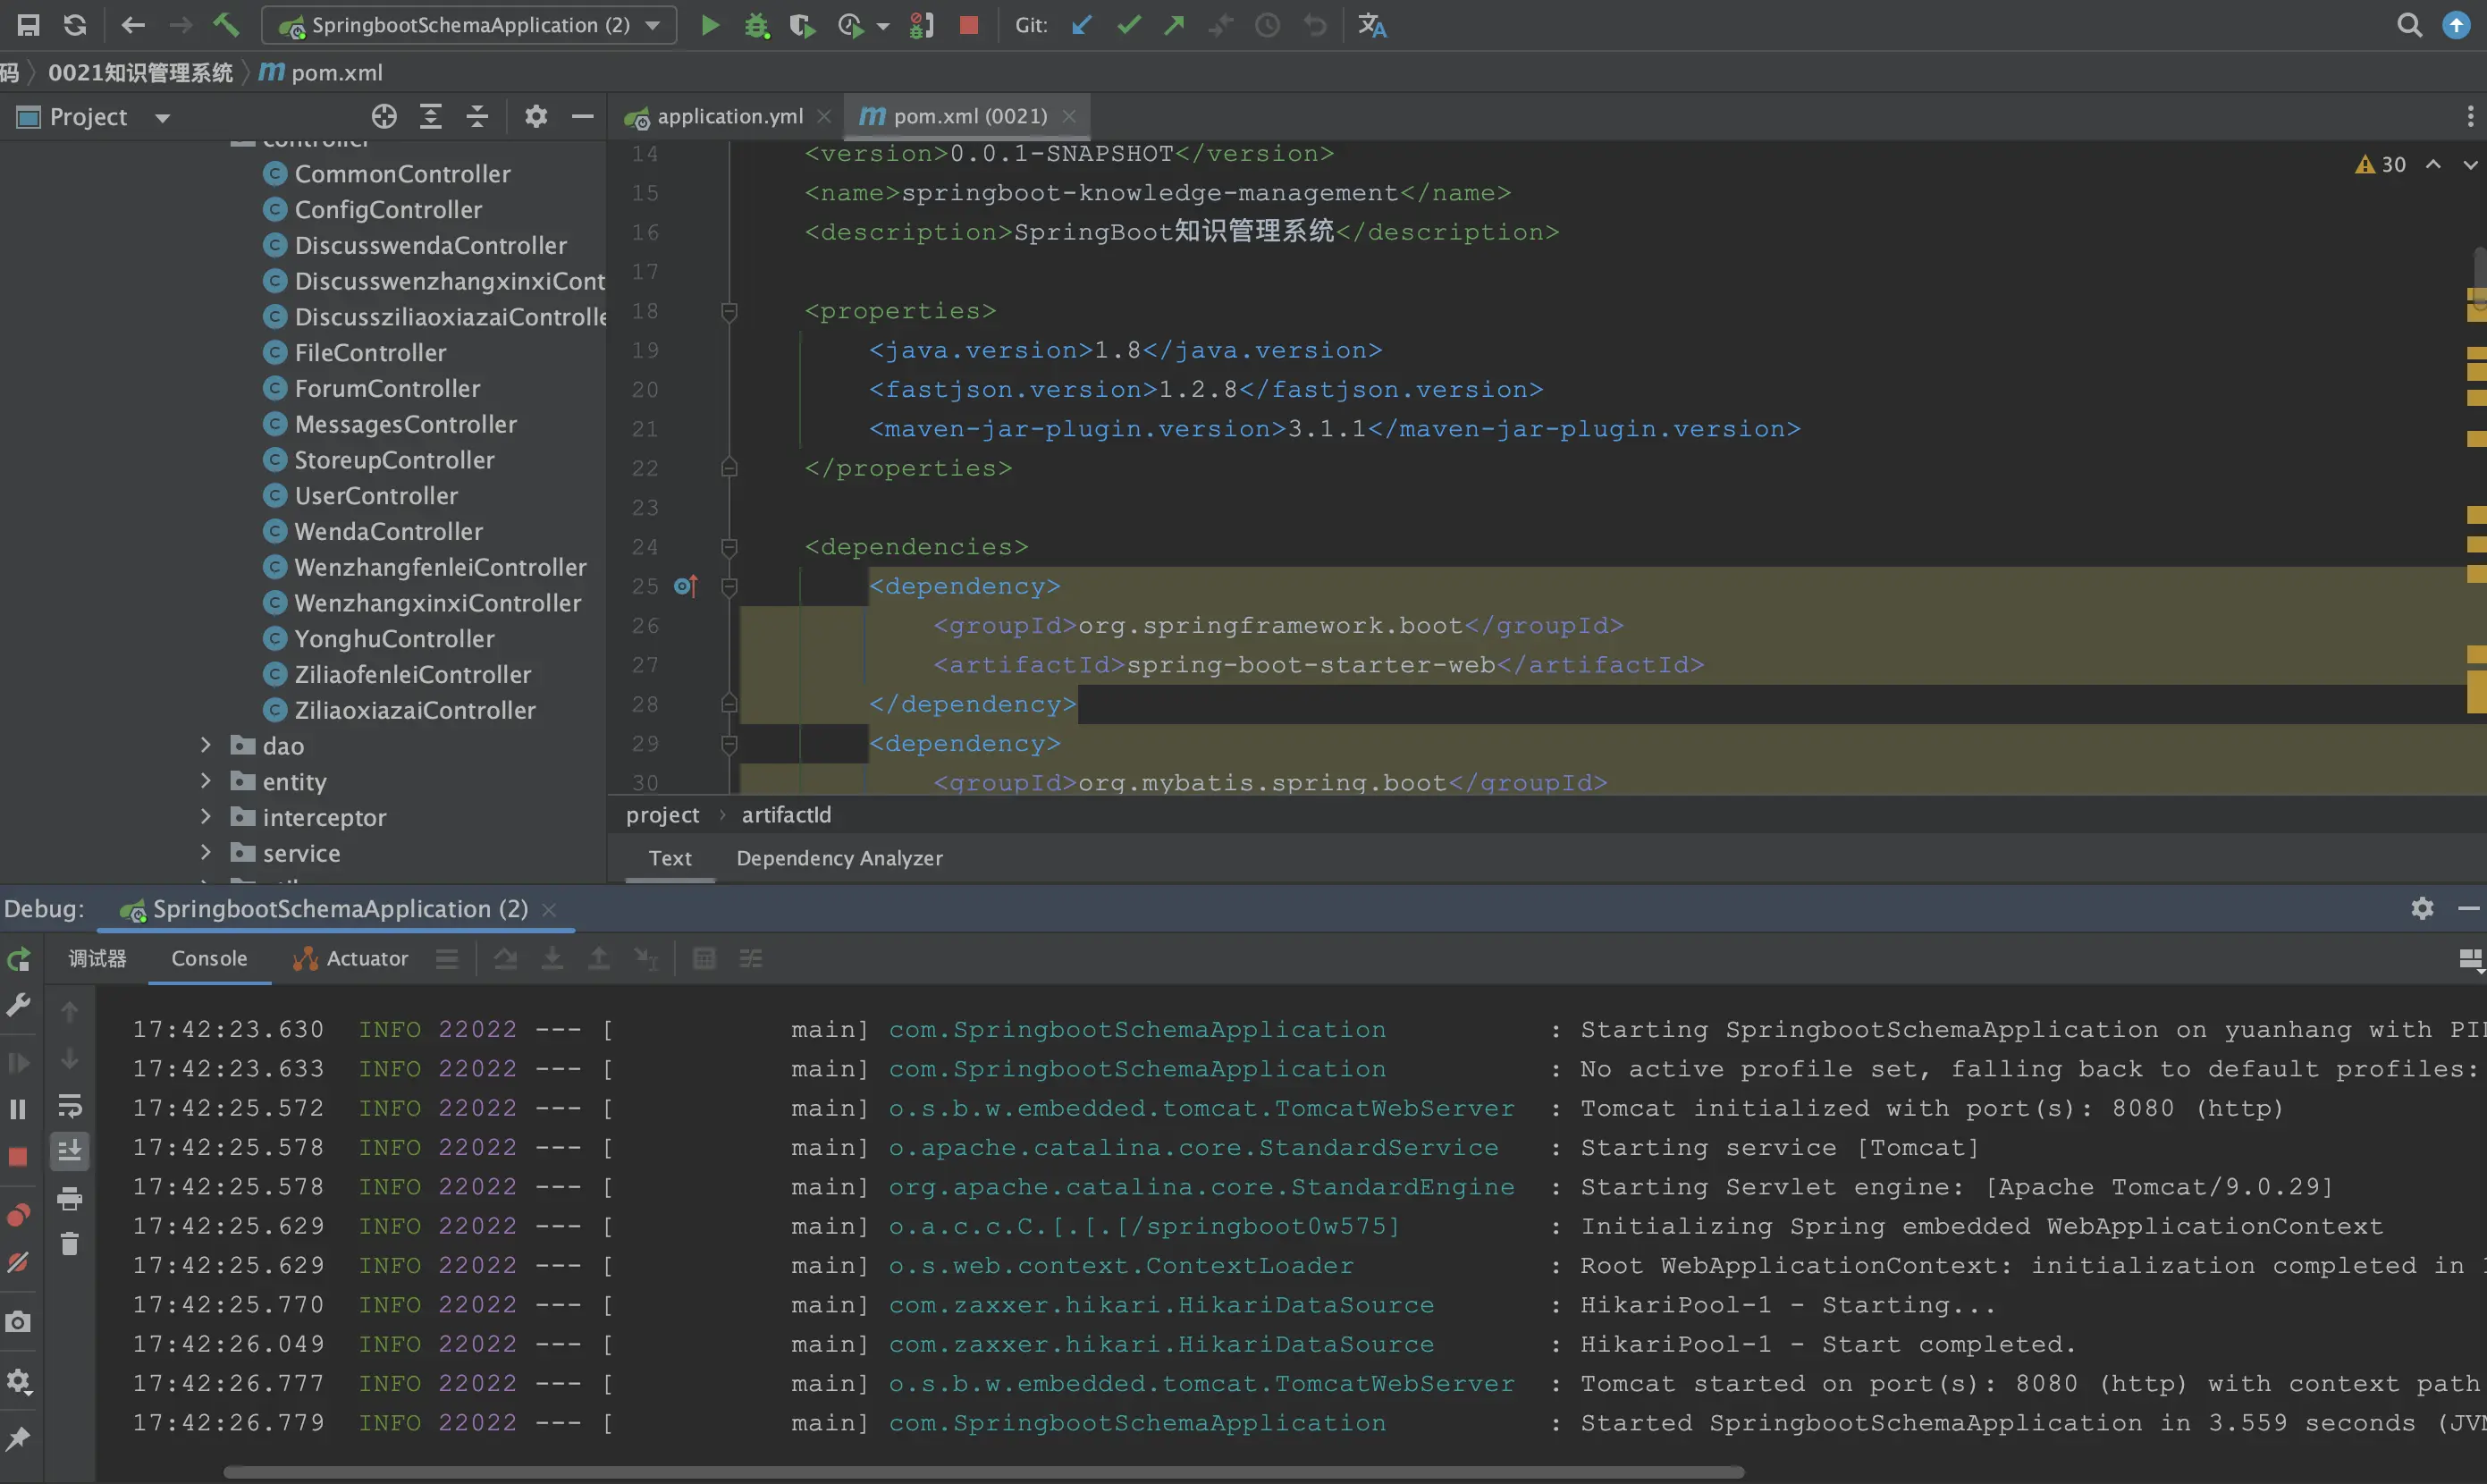 SpringbootSchemaApplication (2)
Git:
码 〉 0021知识管理系统 〉 m pom.xml
Project
application.yml
m pom.xml (0021)
controller
CommonController
ConfigController
DiscusswendaController
DiscusswenzhangxinxiCont
DiscussziliaoxiazaiControlle
FileController
ForumController
MessagesController
StoreupController
UserController
WendaController
WenzhangfenleiController
WenzhangxinxiController
YonghuController
ZiliaofenleiController
ZiliaoxiazaiController
dao
entity
interceptor
service
30
14 <version>0.0.1-SNAPSHOT</version>
15 <name>springboot-knowledge-management</name>
16 <description>SpringBoot知识管理系统</description>
17
18 <properties>
19 <java.version>1.8</java.version>
20 <fastjson.version>1.2.8</fastjson.version>
21 <maven-jar-plugin.version>3.1.1</maven-jar-plugin.version>
22 </properties>
23
24 <dependencies>
25 <dependency>
26 <groupId>org.springframework.boot</groupId>
27 <artifactId>spring-boot-starter-web</artifactId>
28 </dependency>
29 <dependency>
30 <groupId>org.mybatis.spring.boot</groupId>
project › artifactId
Text Dependency Analyzer
Debug: SpringbootSchemaApplication (2)
调试器 Console Actuator
17:42:23.630 INFO 22022 --- [ main] com.SpringbootSchemaApplication : Starting SpringbootSchemaApplication on yuanhang with PI
17:42:23.633 INFO 22022 --- [ main] com.SpringbootSchemaApplication : No active profile set, falling back to default profiles:
17:42:25.572 INFO 22022 --- [ main] o.s.b.w.embedded.tomcat.TomcatWebServer : Tomcat initialized with port(s): 8080 (http)
17:42:25.578 INFO 22022 --- [ main] o.apache.catalina.core.StandardService : Starting service [Tomcat]
17:42:25.578 INFO 22022 --- [ main] org.apache.catalina.core.StandardEngine : Starting Servlet engine: [Apache Tomcat/9.0.29]
17:42:25.629 INFO 22022 --- [ main] o.a.c.c.C.[.[.[/springboot0w575] : Initializing Spring embedded WebApplicationContext
17:42:25.629 INFO 22022 --- [ main] o.s.web.context.ContextLoader : Root WebApplicationContext: initialization completed in
17:42:25.770 INFO 22022 --- [ main] com.zaxxer.hikari.HikariDataSource : HikariPool-1 - Starting...
17:42:26.049 INFO 22022 --- [ main] com.zaxxer.hikari.HikariDataSource : HikariPool-1 - Start completed.
17:42:26.777 INFO 22022 --- [ main] o.s.b.w.embedded.tomcat.TomcatWebServer : Tomcat started on port(s): 8080 (http) with context path
17:42:26.779 INFO 22022 --- [ main] com.SpringbootSchemaApplication : Started SpringbootSchemaApplication in 3.559 seconds (JVM